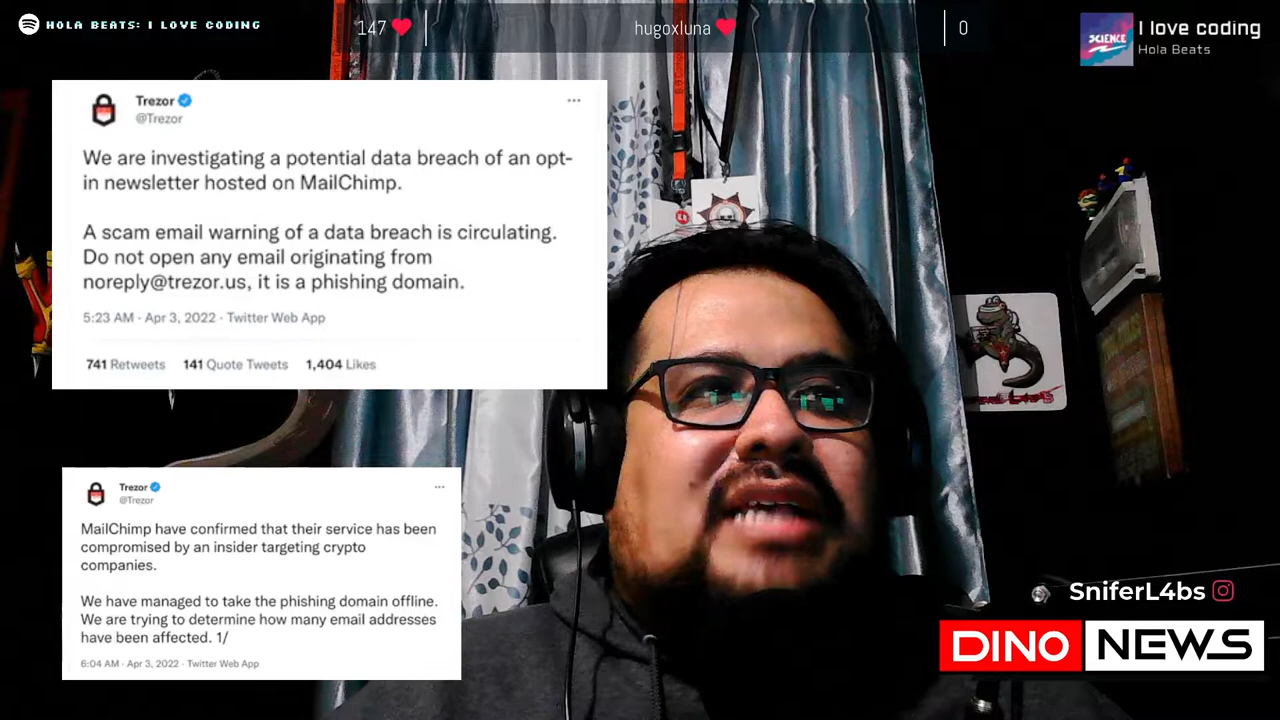 HOLA BEATS: I LOVE CODING
147
hugoxluna
0
SCIENCE
I love coding
Hola Beats
Trezor
@Trezor
We are investigating a potential data breach of an opt-
in newsletter hosted on MailChimp.
A scam email warning of a data breach is circulating.
Do not open any email originating from
noreply@trezor.us, it is a phishing domain.
5:23 AM · Apr 3, 2022 · Twitter Web App
741 Retweets 141 Quote Tweets 1,404 Likes
Trezor
@Trezor
MailChimp have confirmed that their service has been
compromised by an insider targeting crypto
companies.
We have managed to take the phishing domain offline.
We are trying to determine how many email addresses
have been affected. 1/
6:04 AM · Apr 3, 2022 · Twitter Web App
SniferL4bs
DINO NEWS